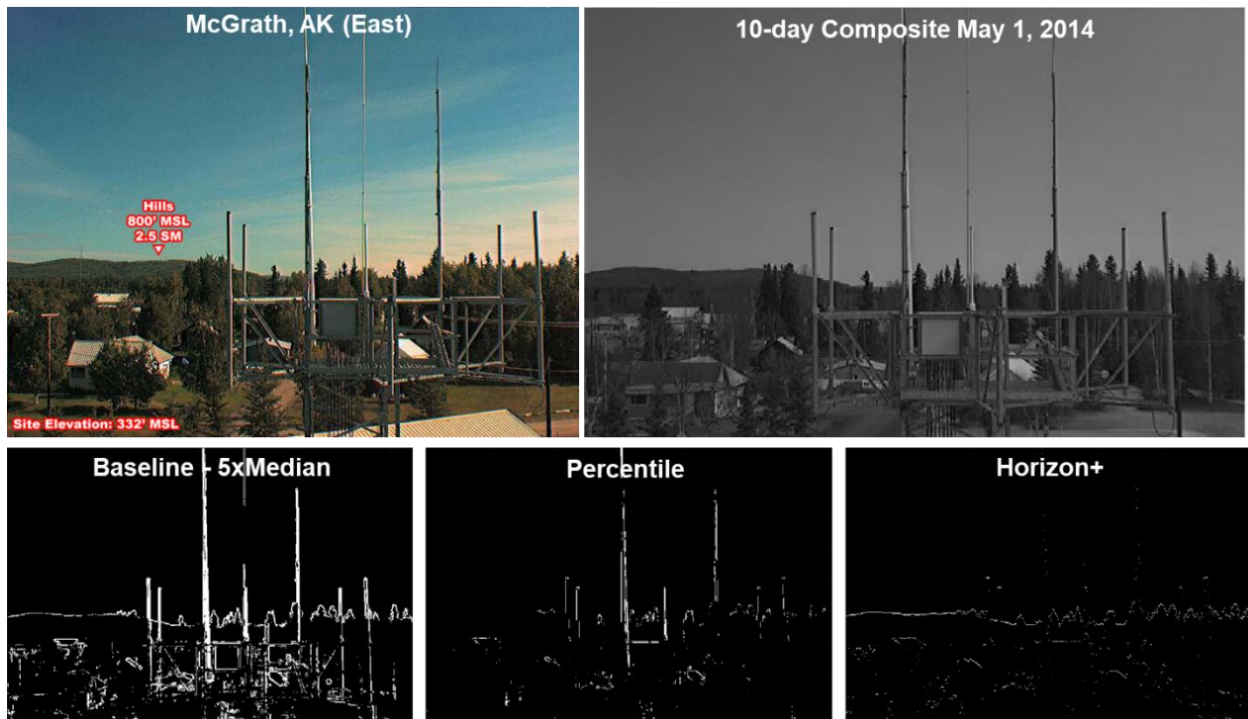 McGrath, AK (East)
10-day Composite May 1, 2014
Hills
800' MSL
2.5 SM
Site Elevation: 332' MSL
Baseline - 5xMedian
Percentile
Horizon+